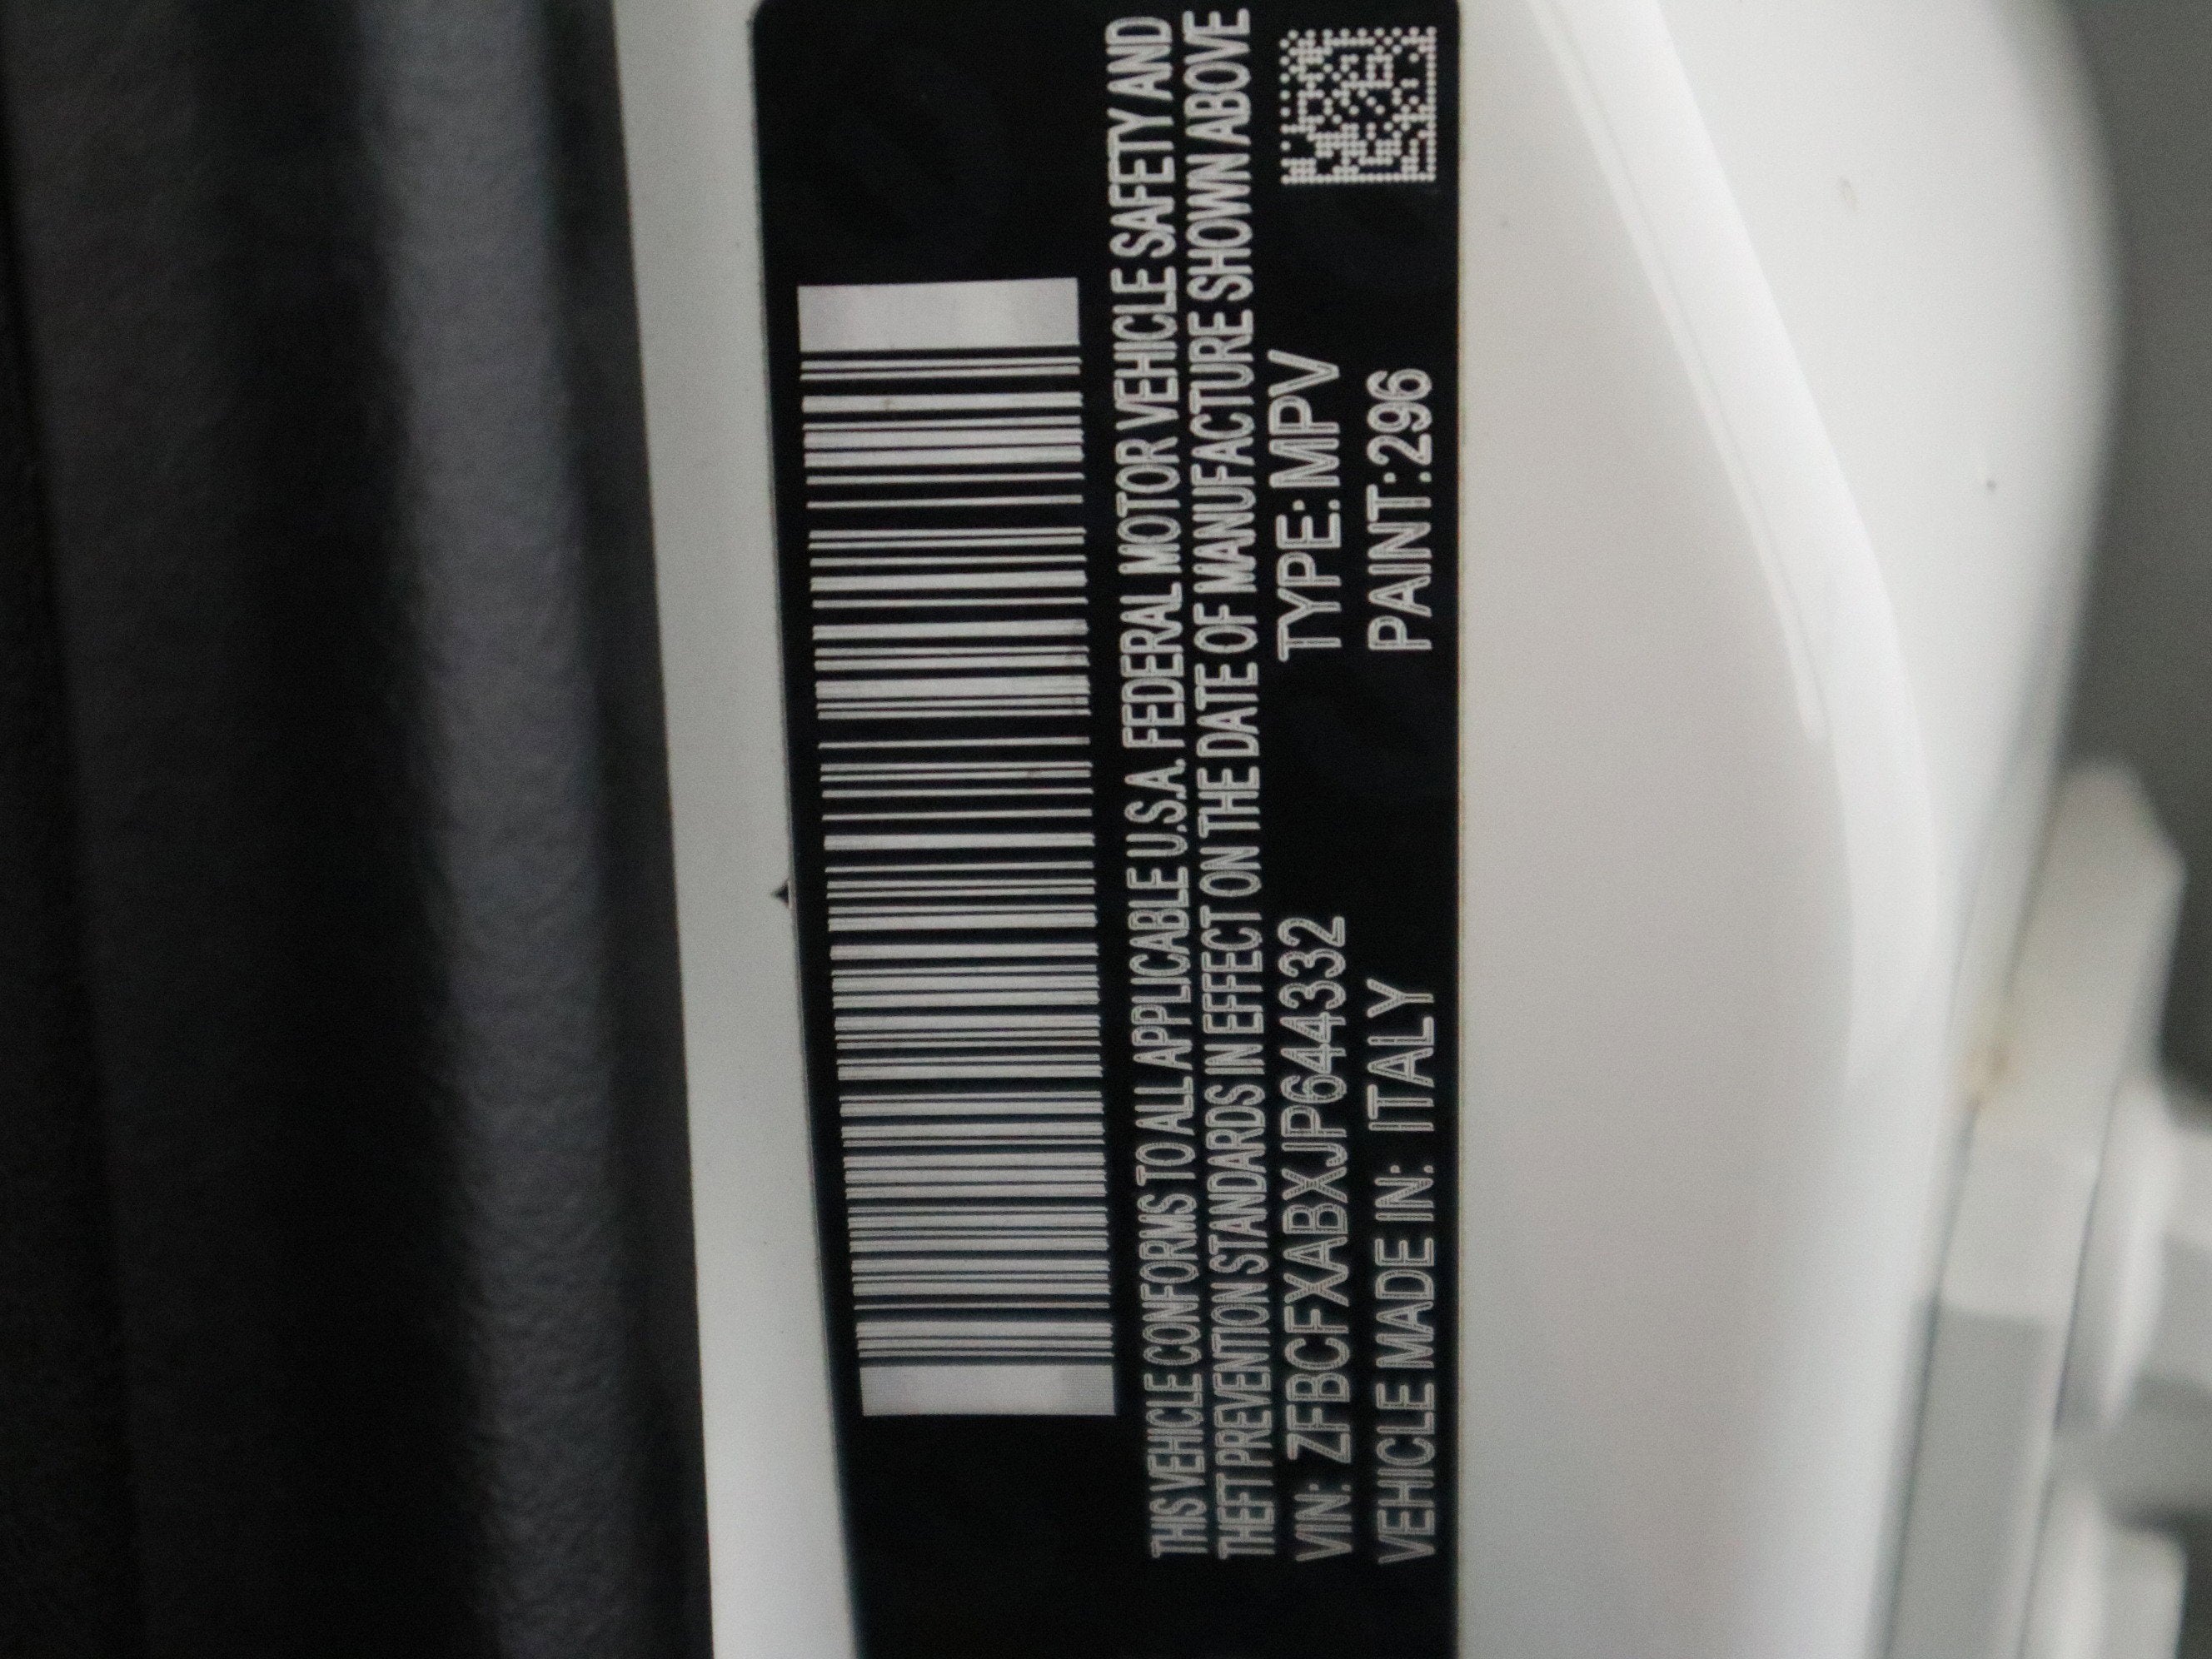 THIS VEHICLE CONFORMS TO ALL APPLICABLE U.S.A. FEDERAL MOTOR VEHICLE SAFETY AND
THEFT PREVENTION STANDARDS IN EFFECT ON THE DATE OF MANUFACTURE SHOWN ABOVE
VIN: ZFBCFXABXJP644332 TYPE: MPV
VEHICLE MADE IN: ITALY PAINT:296